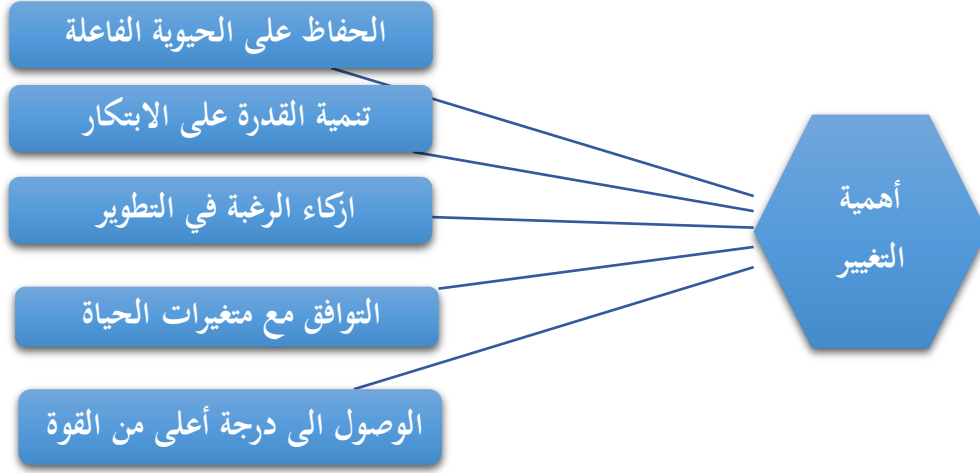 أهمية
التغيير
الحفاظ على الحيوية الفاعلة
تنمية القدرة على الابتكار
ازكاء الرغبة في التطوير
التوافق مع متغيرات الحياة
الوصول الى درجة أعلى من القوة